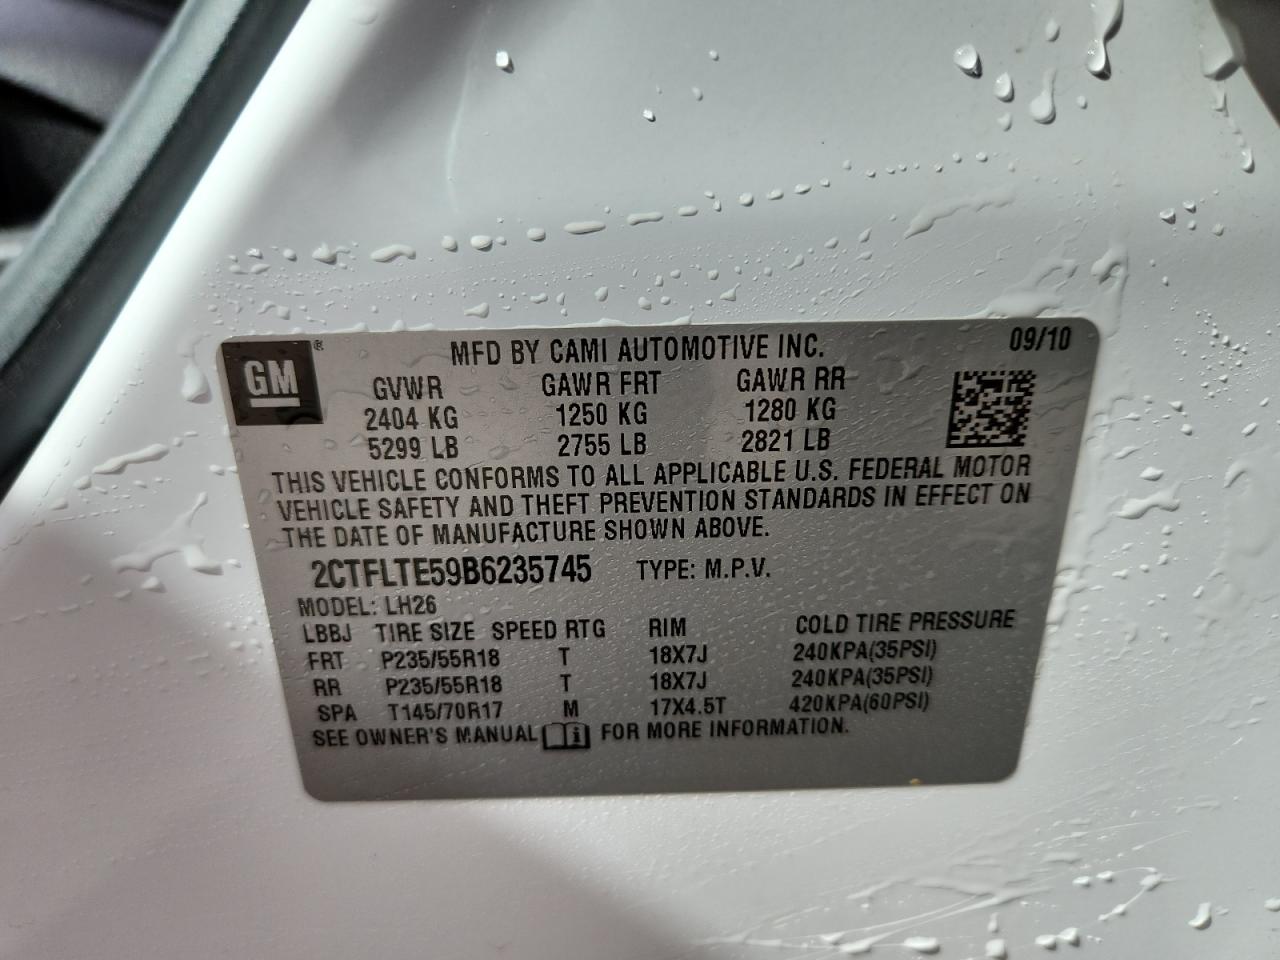 GM®
MFD BY CAMI AUTOMOTIVE INC. 09/10
GVWR GAWR FRT GAWR RR
2404 KG 1250 KG 1280 KG
5299 LB 2755 LB 2821 LB
THIS VEHICLE CONFORMS TO ALL APPLICABLE U.S. FEDERAL MOTOR
VEHICLE SAFETY AND THEFT PREVENTION STANDARDS IN EFFECT ON
THE DATE OF MANUFACTURE SHOWN ABOVE.
2CTFLTE59B6235745 TYPE: M.P.V.
MODEL: LH26
LBBJ TIRE SIZE SPEED RTG RIM COLD TIRE PRESSURE
FRT P235/55R18 T 18X7J 240KPA(35PSI)
RR P235/55R18 T 18X7J 240KPA(35PSI)
SPA T145/70R17 M 17X4.5T 420KPA(60PSI)
SEE OWNER'S MANUAL i FOR MORE INFORMATION.